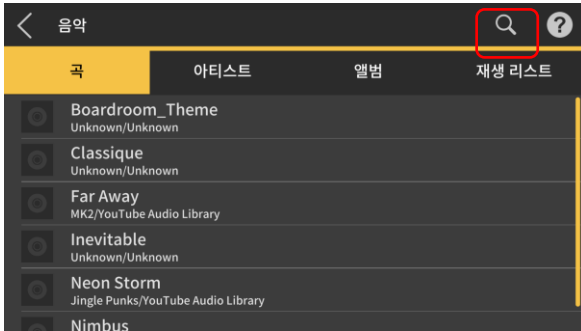 음악
?
곡 아티스트 앨범 재생 리스트
Boardroom_Theme
Unknown/Unknown
Classique
Unknown/Unknown
Far Away
MK2/YouTube Audio Library
Inevitable
Unknown/Unknown
Neon Storm
Jingle Punks/YouTube Audio Library
Nimbus